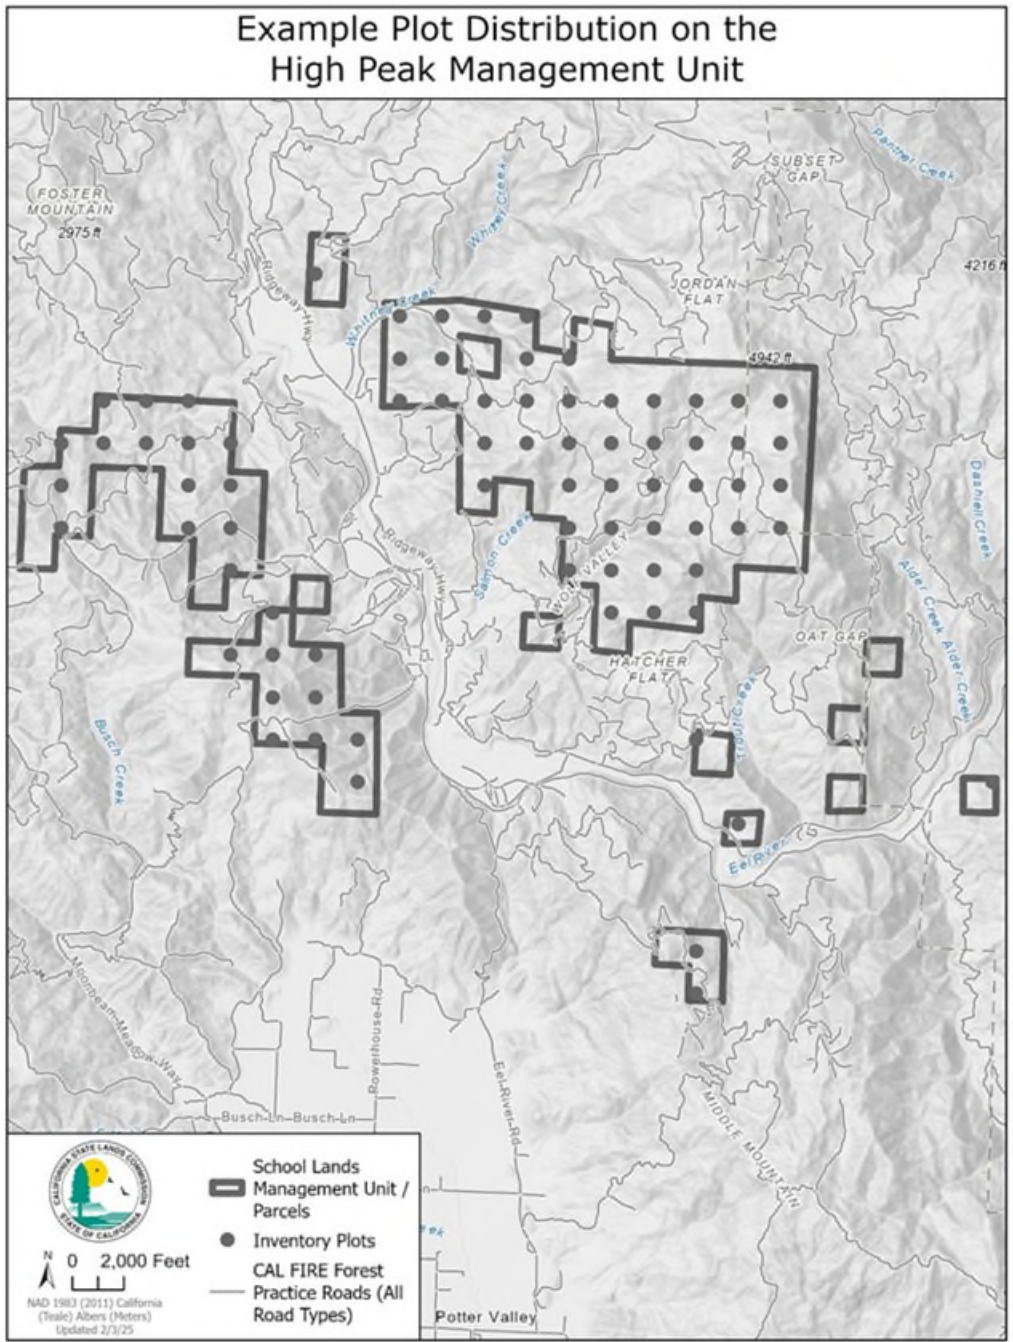 Example Plot Distribution on the
High Peak Management Unit
Panther Creek
SUBSET
GAP
FOSTER
MOUNTAIN
2975 ft
Whitney Creek
4216 ft
Ridgeway Hwy
JORDAN
FLAT
Whitney Creek
4942 ft
Dashiell Creek
Ridgeway Hwy
Salmon Creek
WOLF VALLEY
Alder Creek
Alder Creek
OAT GAP
HATCHER
FLAT
Busch Creek
Eel River
Moonbeam-Meadow-Way
Powerhouse-Rd
Eel-River-Rd
Busch-Ln-Busch-Ln
MIDDLE MOUNTAIN
CALIFORNIA STATE LANDS COMMISSION
STATE OF CALIFORNIA
School Lands
Management Unit /
Parcels
Inventory Plots
CAL FIRE Forest
Practice Roads (All
Road Types)
N
0 2,000 Feet
NAD 1983 (2011) California
(Teale) Albers (Meters)
Updated 2/3/25
Potter Valley